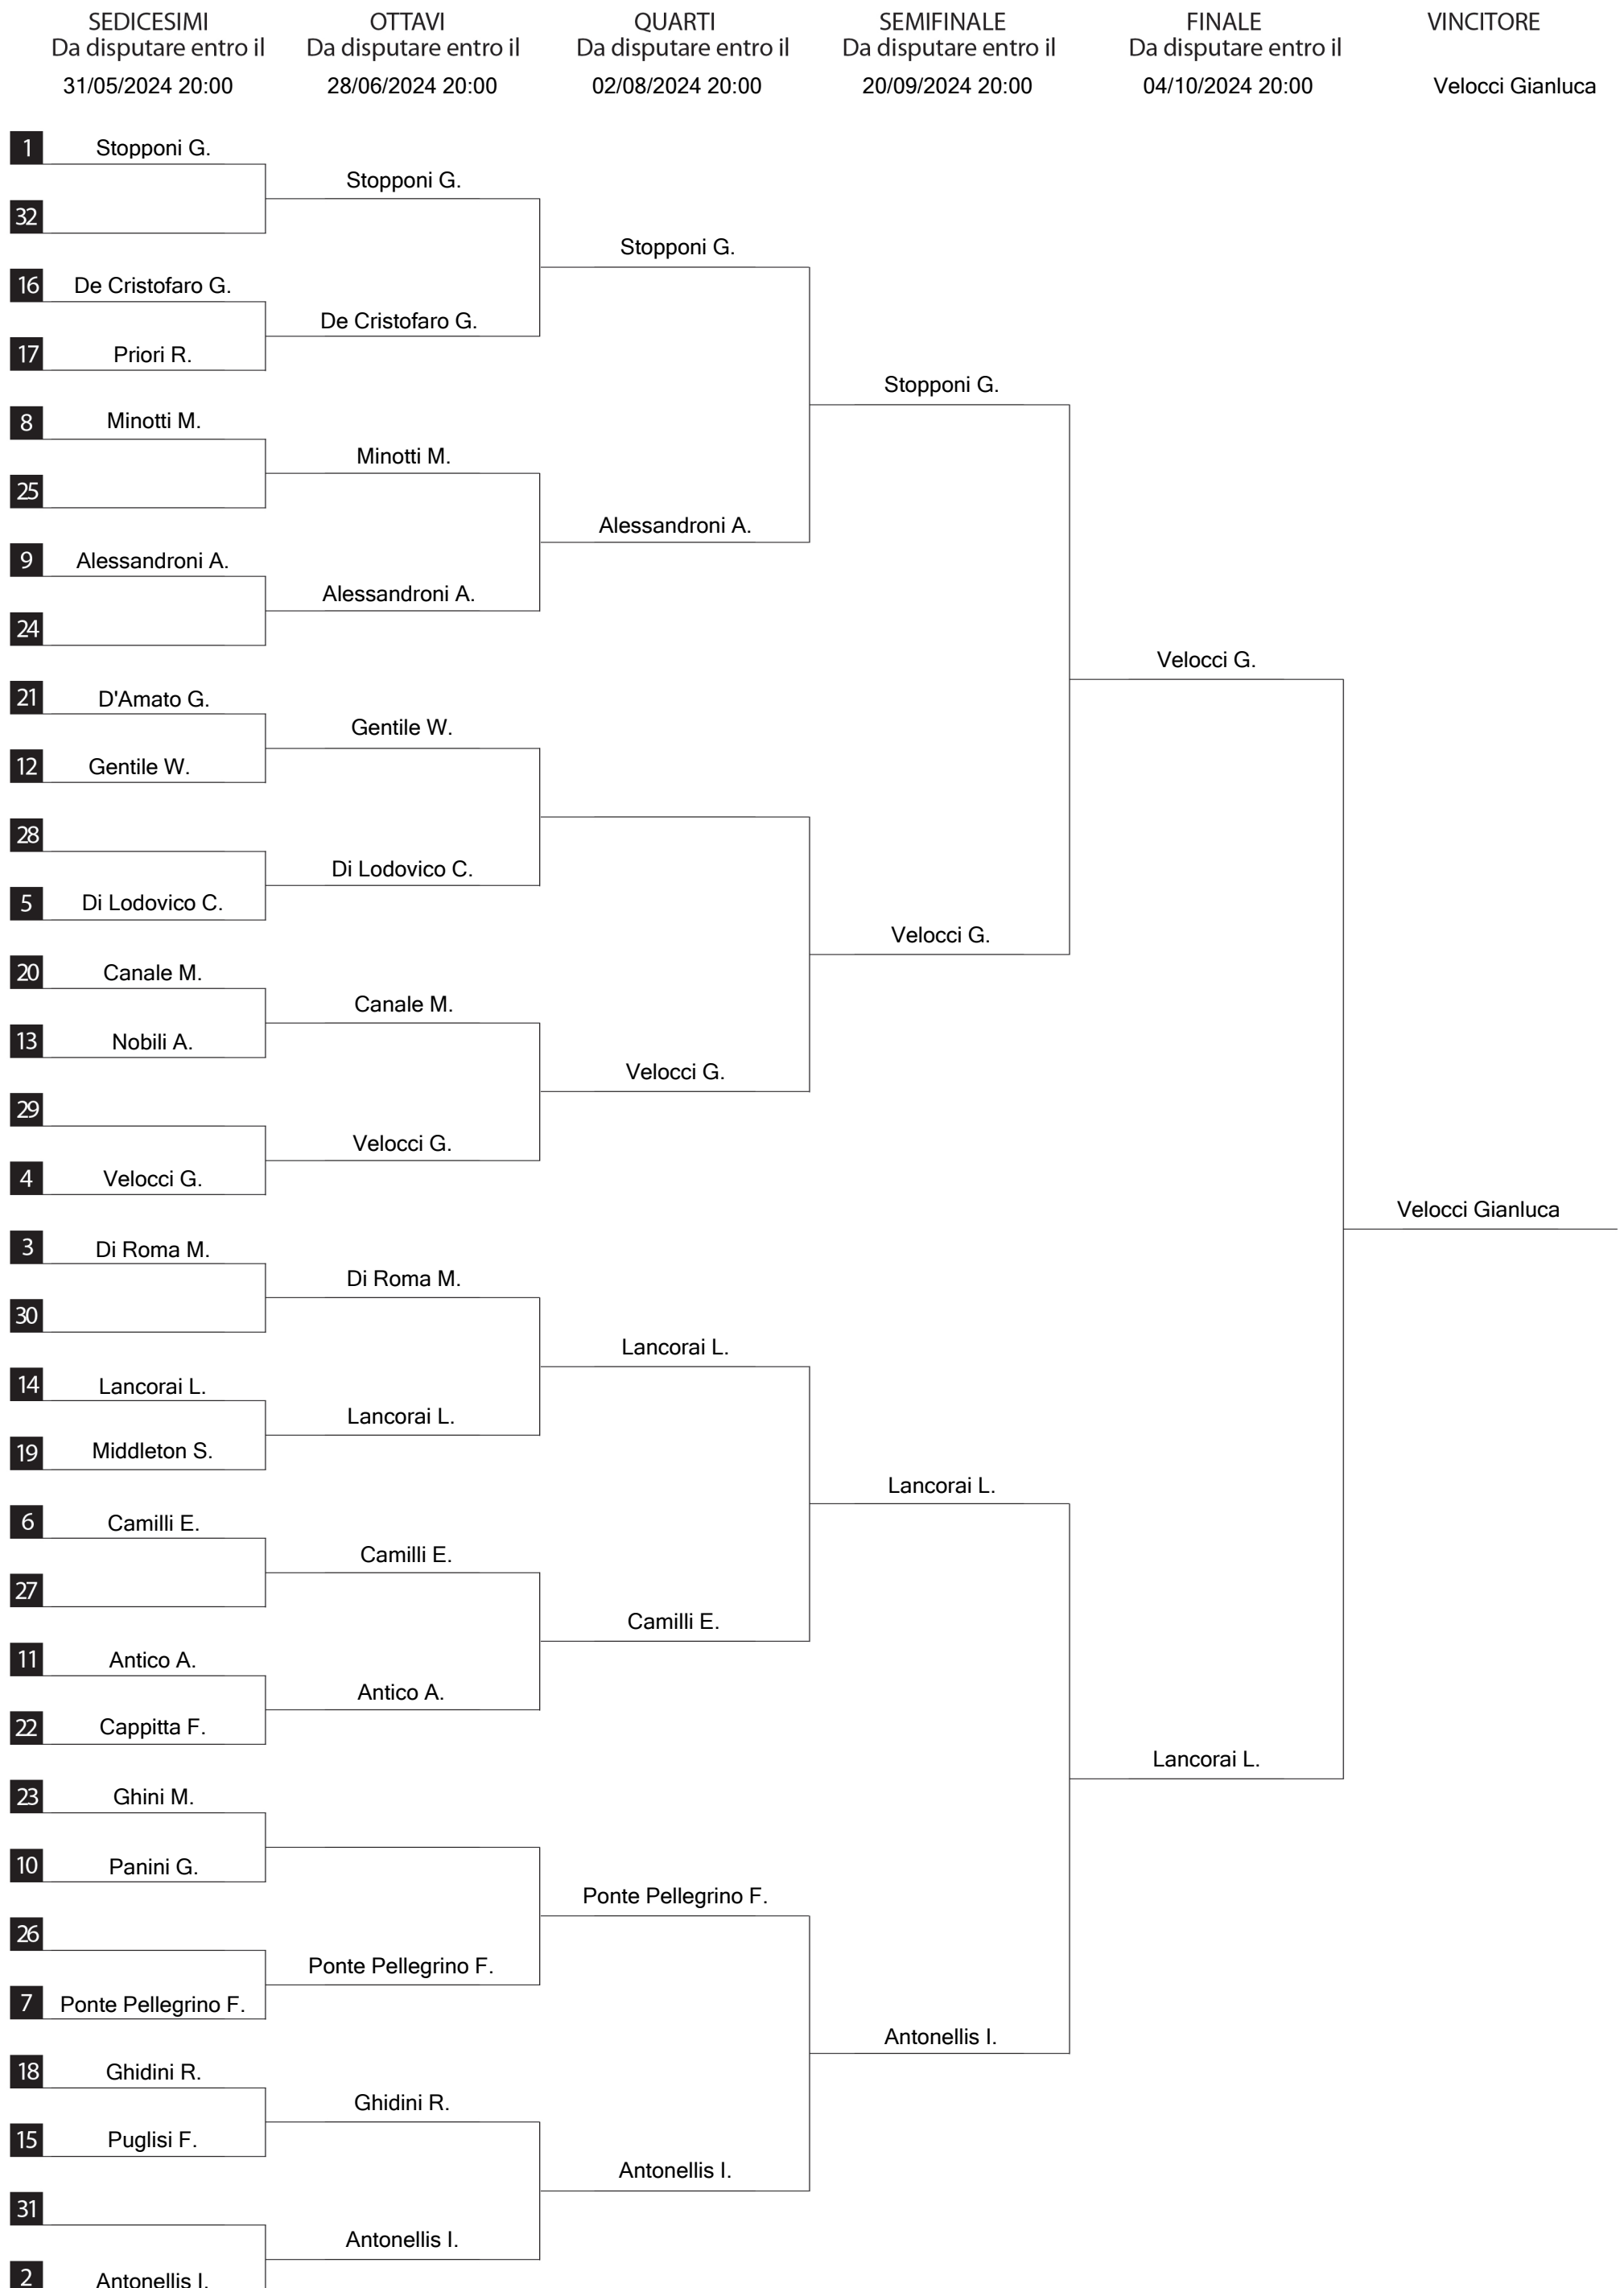 SEDICESIMI OTTAVI QUARTI SEMIFINALE FINALE VINCITORE
Da disputare entro il Da disputare entro il Da disputare entro il Da disputare entro il Da disputare entro il
31/05/2024 20:00 28/06/2024 20:00 02/08/2024 20:00 20/09/2024 20:00 04/10/2024 20:00 Velocci Gianluca
1 Stopponi G.
Stopponi G.
32
Stopponi G.
16 De Cristofaro G.
De Cristofaro G.
17 Priori R.
Stopponi G.
8 Minotti M.
Minotti M.
25
Alessandroni A.
9 Alessandroni A.
Alessandroni A.
24
Velocci G.
21 D'Amato G.
Gentile W.
12 Gentile W.
28
Di Lodovico C.
5 Di Lodovico C.
Velocci G.
20 Canale M.
Canale M.
13 Nobili A.
Velocci G.
29
Velocci G.
4 Velocci G.
Velocci Gianluca
3 Di Roma M.
Di Roma M.
30
Lancorai L.
14 Lancorai L.
Lancorai L.
19 Middleton S.
Lancorai L.
6 Camilli E.
Camilli E.
27
Camilli E.
11 Antico A.
Antico A.
22 Cappitta F.
Lancorai L.
23 Ghini M.
10 Panini G.
Ponte Pellegrino F.
26
Ponte Pellegrino F.
7 Ponte Pellegrino F.
Antonellis I.
18 Ghidini R.
Ghidini R.
15 Puglisi F.
Antonellis I.
31
Antonellis I.
2 Antonellis I.